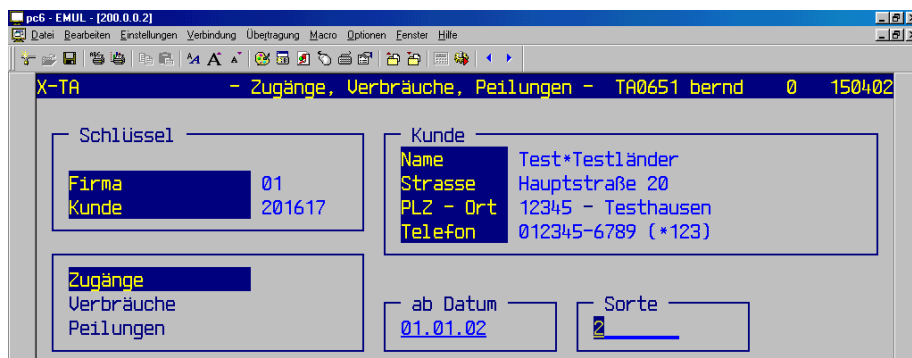 pc6 - EMUL - [200.0.0.2]
Datei Bearbeiten Einstellungen Verbindung Übertragung Macro Optionen Fenster Hilfe
X-TA - Zugänge, Verbräuche, Peilungen - TA0651 bernd 0 150402
Schlüssel
Firma 01
Kunde 201617
Kunde
Name Test*Testländer
Strasse Hauptstraße 20
PLZ - Ort 12345 - Testhausen
Telefon 012345-6789 (*123)
Zugänge
Verbräuche
Peilungen
ab Datum
01.01.02
Sorte
2